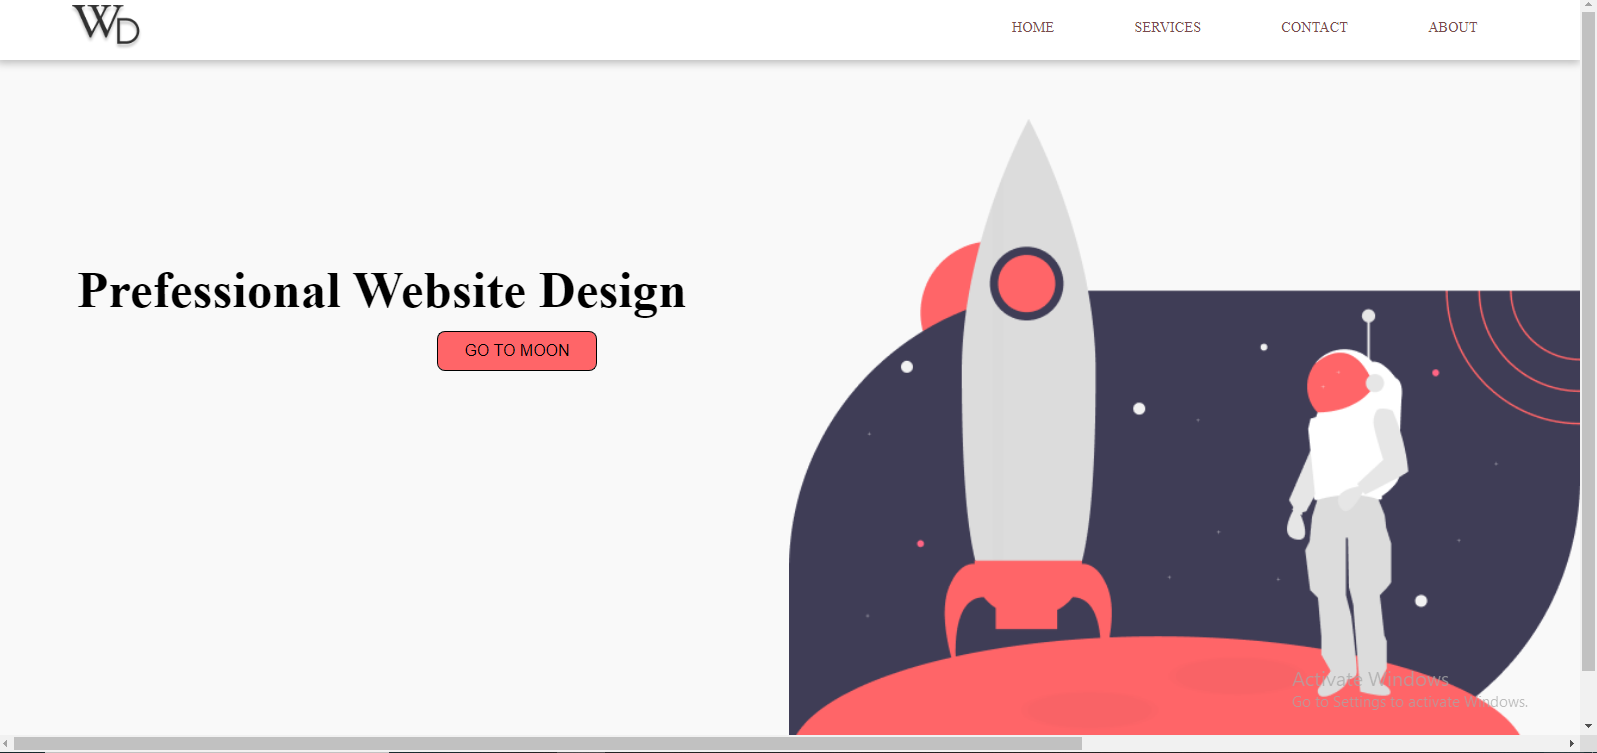 WD
HOME SERVICES CONTACT ABOUT
Prefessional Website Design
GO TO MOON
Activate Windows
Go to Settings to activate Windows.